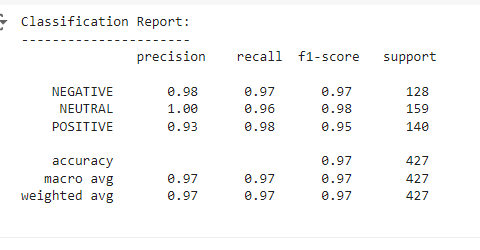 Classification Report:
----------------------
precision recall f1-score support
NEGATIVE 0.98 0.97 0.97 128
NEUTRAL 1.00 0.96 0.98 159
POSITIVE 0.93 0.98 0.95 140
accuracy 0.97 427
macro avg 0.97 0.97 0.97 427
weighted avg 0.97 0.97 0.97 427